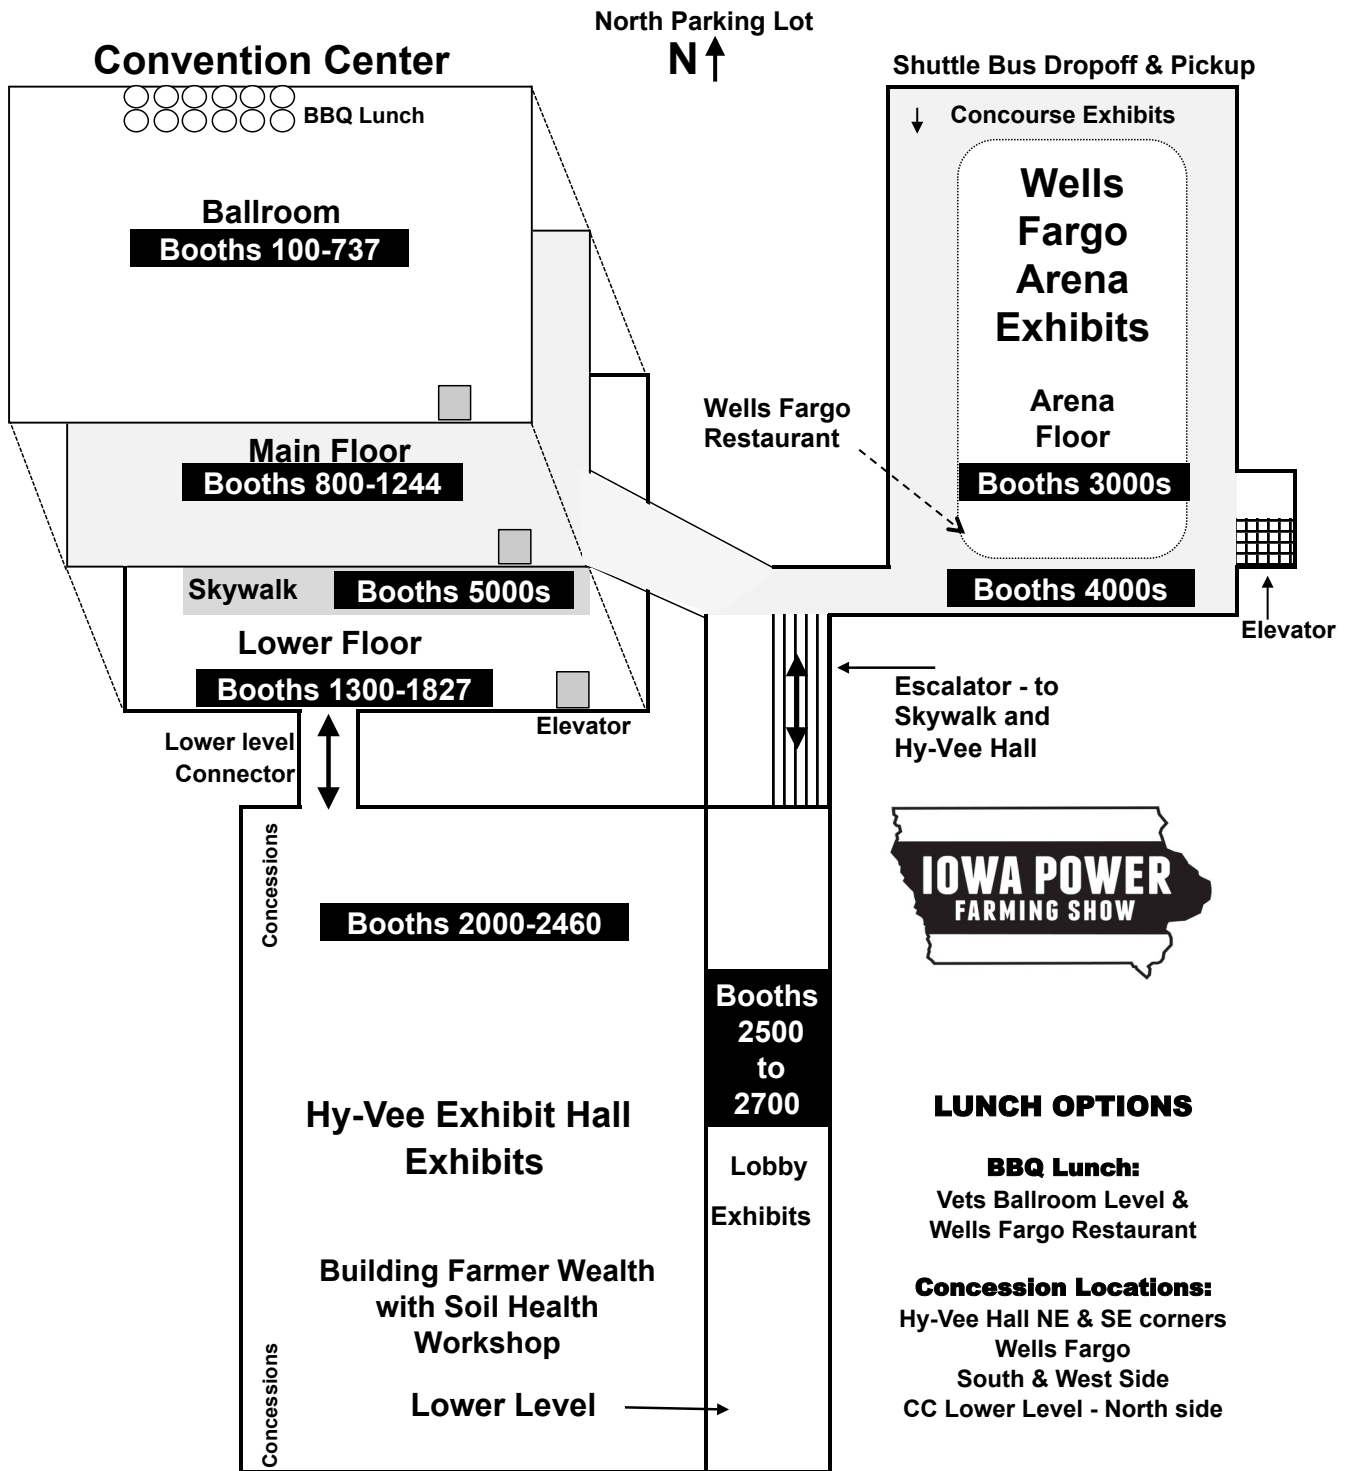 North Parking Lot
N
Convention Center
BBQ Lunch
Ballroom
Booths 100-737
Main Floor
Booths 800-1244
Skywalk
Booths 5000s
Lower Floor
Booths 1300-1827
Elevator
Lower level
Connector
Shuttle Bus Dropoff & Pickup
Concourse Exhibits
Wells
Fargo
Arena
Exhibits
Arena
Floor
Booths 3000s
Wells Fargo
Restaurant
Booths 4000s
Elevator
Escalator - to
Skywalk and
Hy-Vee Hall
Concessions
Booths 2000-2460
Hy-Vee Exhibit Hall
Exhibits
Building Farmer Wealth
with Soil Health
Workshop
Concessions
Lower Level
Booths
2500
to
2700
Lobby
Exhibits
IOWA POWER
FARMING SHOW
LUNCH OPTIONS
BBQ Lunch:
Vets Ballroom Level &
Wells Fargo Restaurant
Concession Locations:
Hy-Vee Hall NE & SE corners
Wells Fargo
South & West Side
CC Lower Level - North side